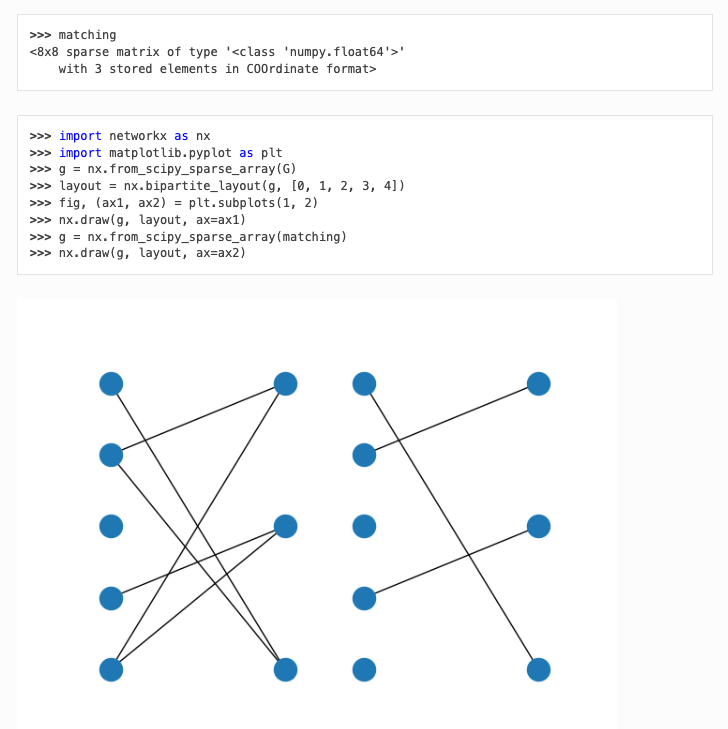 >>> matching
<8x8 sparse matrix of type '<class 'numpy.float64'>'
    with 3 stored elements in COOrdinate format>
>>> import networkx as nx
>>> import matplotlib.pyplot as plt
>>> g = nx.from_scipy_sparse_array(G)
>>> layout = nx.bipartite_layout(g, [0, 1, 2, 3, 4])
>>> fig, (ax1, ax2) = plt.subplots(1, 2)
>>> nx.draw(g, layout, ax=ax1)
>>> g = nx.from_scipy_sparse_array(matching)
>>> nx.draw(g, layout, ax=ax2)